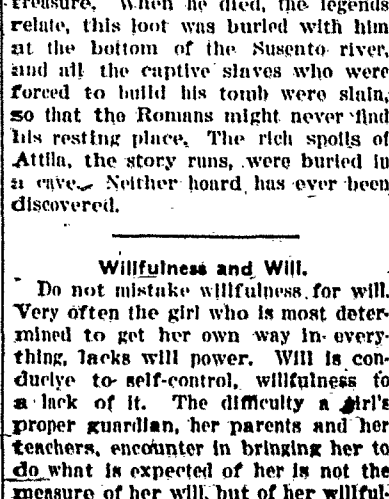 treasure. When he died, the legends
relate, this loot was buried with him
at the bottom of the Susento river,
and all the captive slaves who were
forced to build his tomb were slain,
so that the Romans might never find
his resting place. The rich spoils of
Attila, the story runs, were buried in
a cave. Neither hoard has ever been
discovered.
Willfulness and Will.
Do not mistake willfulness for will.
Very often the girl who is most deter-
mined to get her own way in every-
thing, lacks will power. Will is con-
ducive to self-control, willfulness to
a lack of it. The difficulty a girl's
proper guardian, her parents and her
teachers, encounter in bringing her to
do what is expected of her is not the
measure of her will, but of her willful